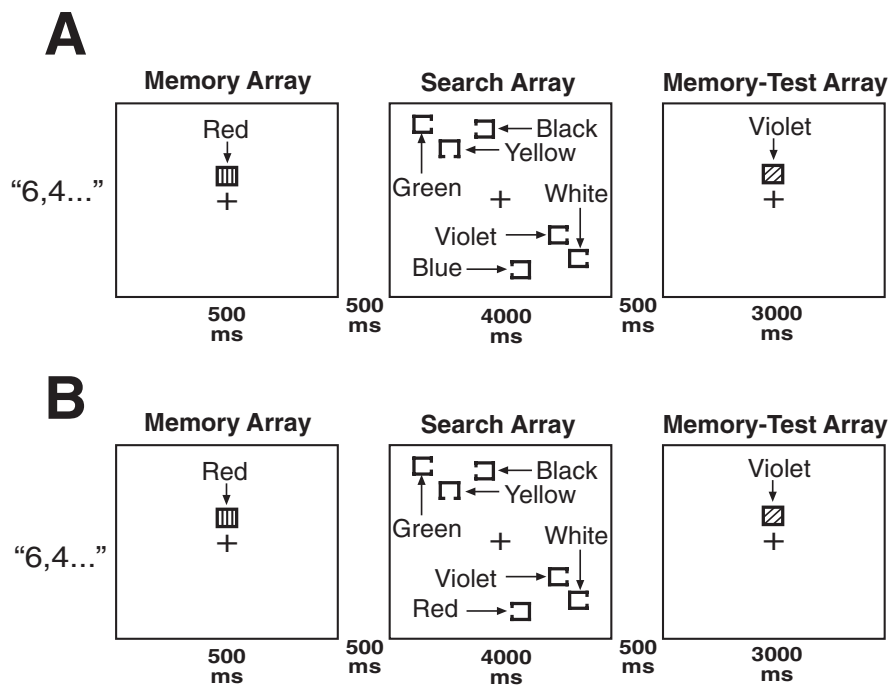 A
Memory Array
Search Array
Memory-Test Array
Red
Black
Violet
Yellow
“6,4...”
Green
White
Violet
Blue
500 ms
500 ms
4000 ms
500 ms
3000 ms
B
Memory Array
Search Array
Memory-Test Array
Red
Black
Violet
Yellow
Green
White
“6,4...”
Violet
Red
500 ms
500 ms
4000 ms
500 ms
3000 ms